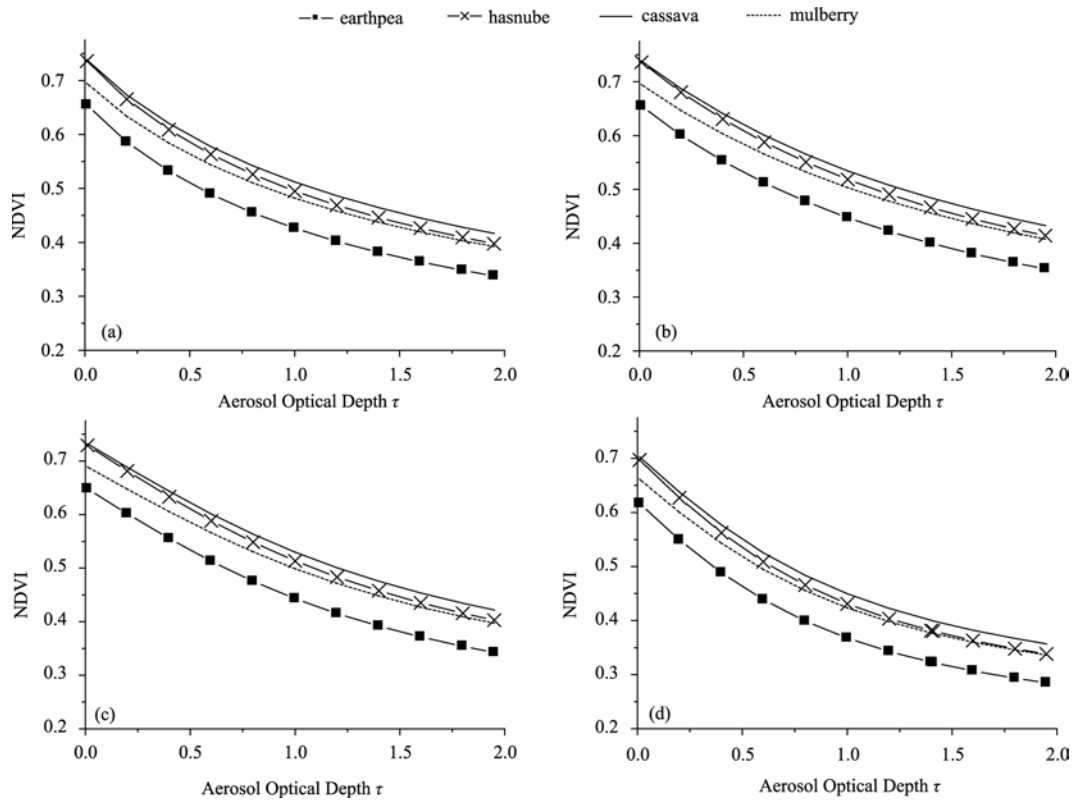 earthpea hasnube cassava mulberry
0.7
0.6
0.5
0.4
0.3
0.2
NDVI
(a)
0.0 0.5 1.0 1.5 2.0
Aerosol Optical Depth τ
0.7
0.6
0.5
0.4
0.3
0.2
NDVI
(b)
0.0 0.5 1.0 1.5 2.0
Aerosol Optical Depth τ
0.7
0.6
0.5
0.4
0.3
0.2
NDVI
(c)
0.0 0.5 1.0 1.5 2.0
Aerosol Optical Depth τ
0.7
0.6
0.5
0.4
0.3
0.2
NDVI
(d)
0.0 0.5 1.0 1.5 2.0
Aerosol Optical Depth τ